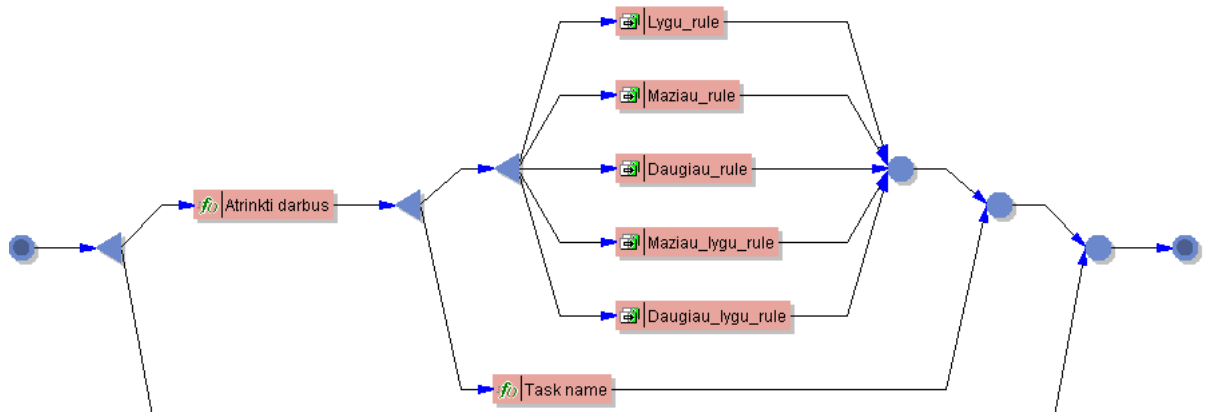 Lygu_rule
Maziau_rule
Daugiau_rule
Atrinkti darbus
Maziau_lygu_rule
Daugiau_lygu_rule
Task name